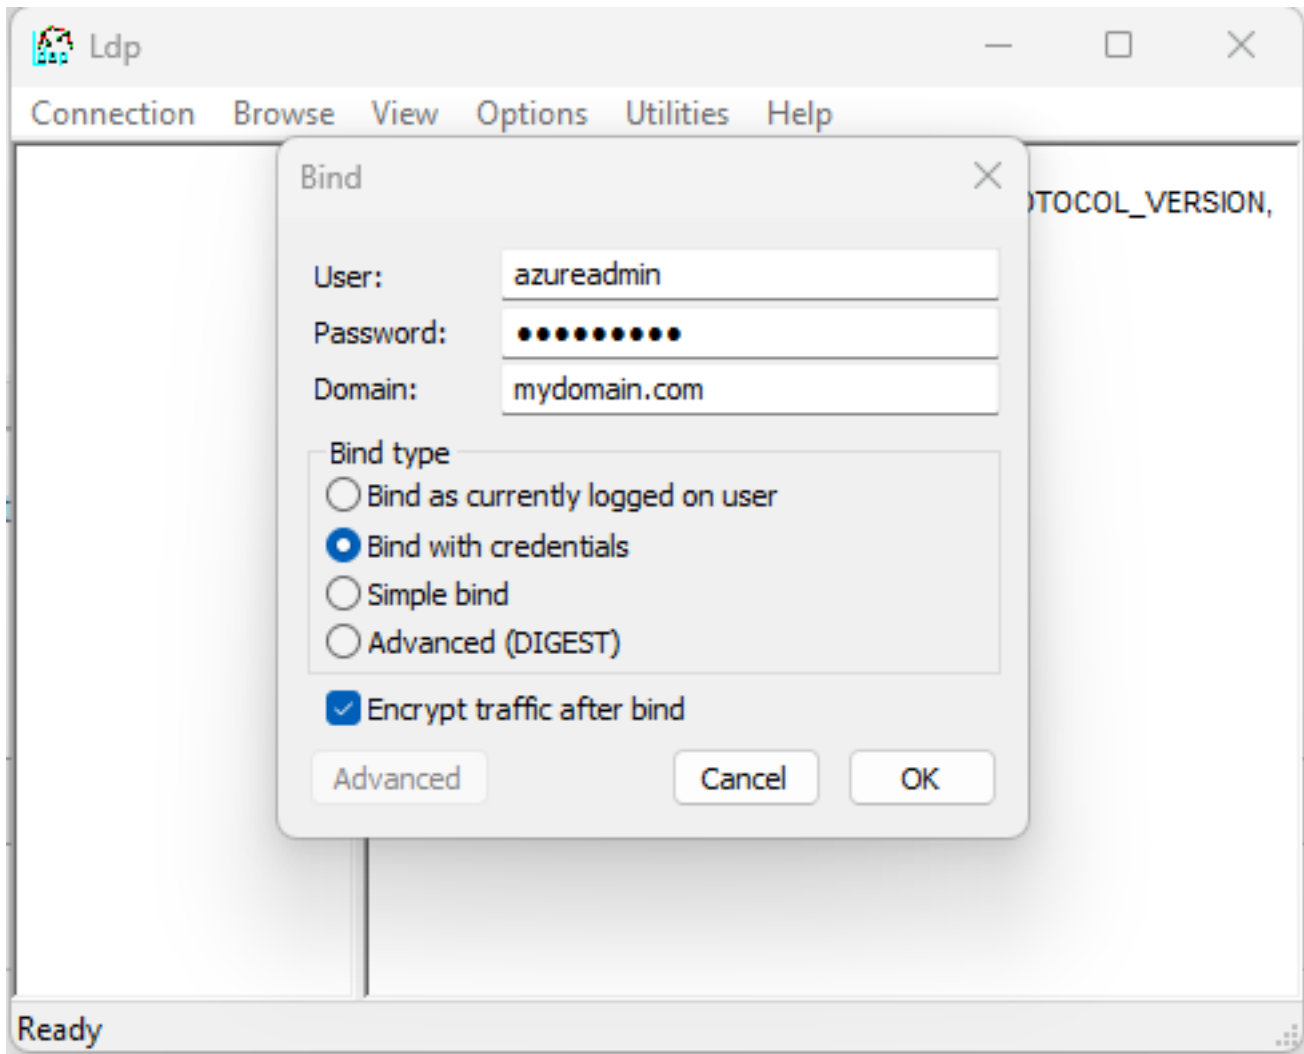 Ldp
Connection Browse View Options Utilities Help
Bind
OTOCOL_VERSION,
User: azureadmin
Password: •••••••••
Domain: mydomain.com
Bind type
Bind as currently logged on user
Bind with credentials
Simple bind
Advanced (DIGEST)
Encrypt traffic after bind
Advanced Cancel OK
Ready